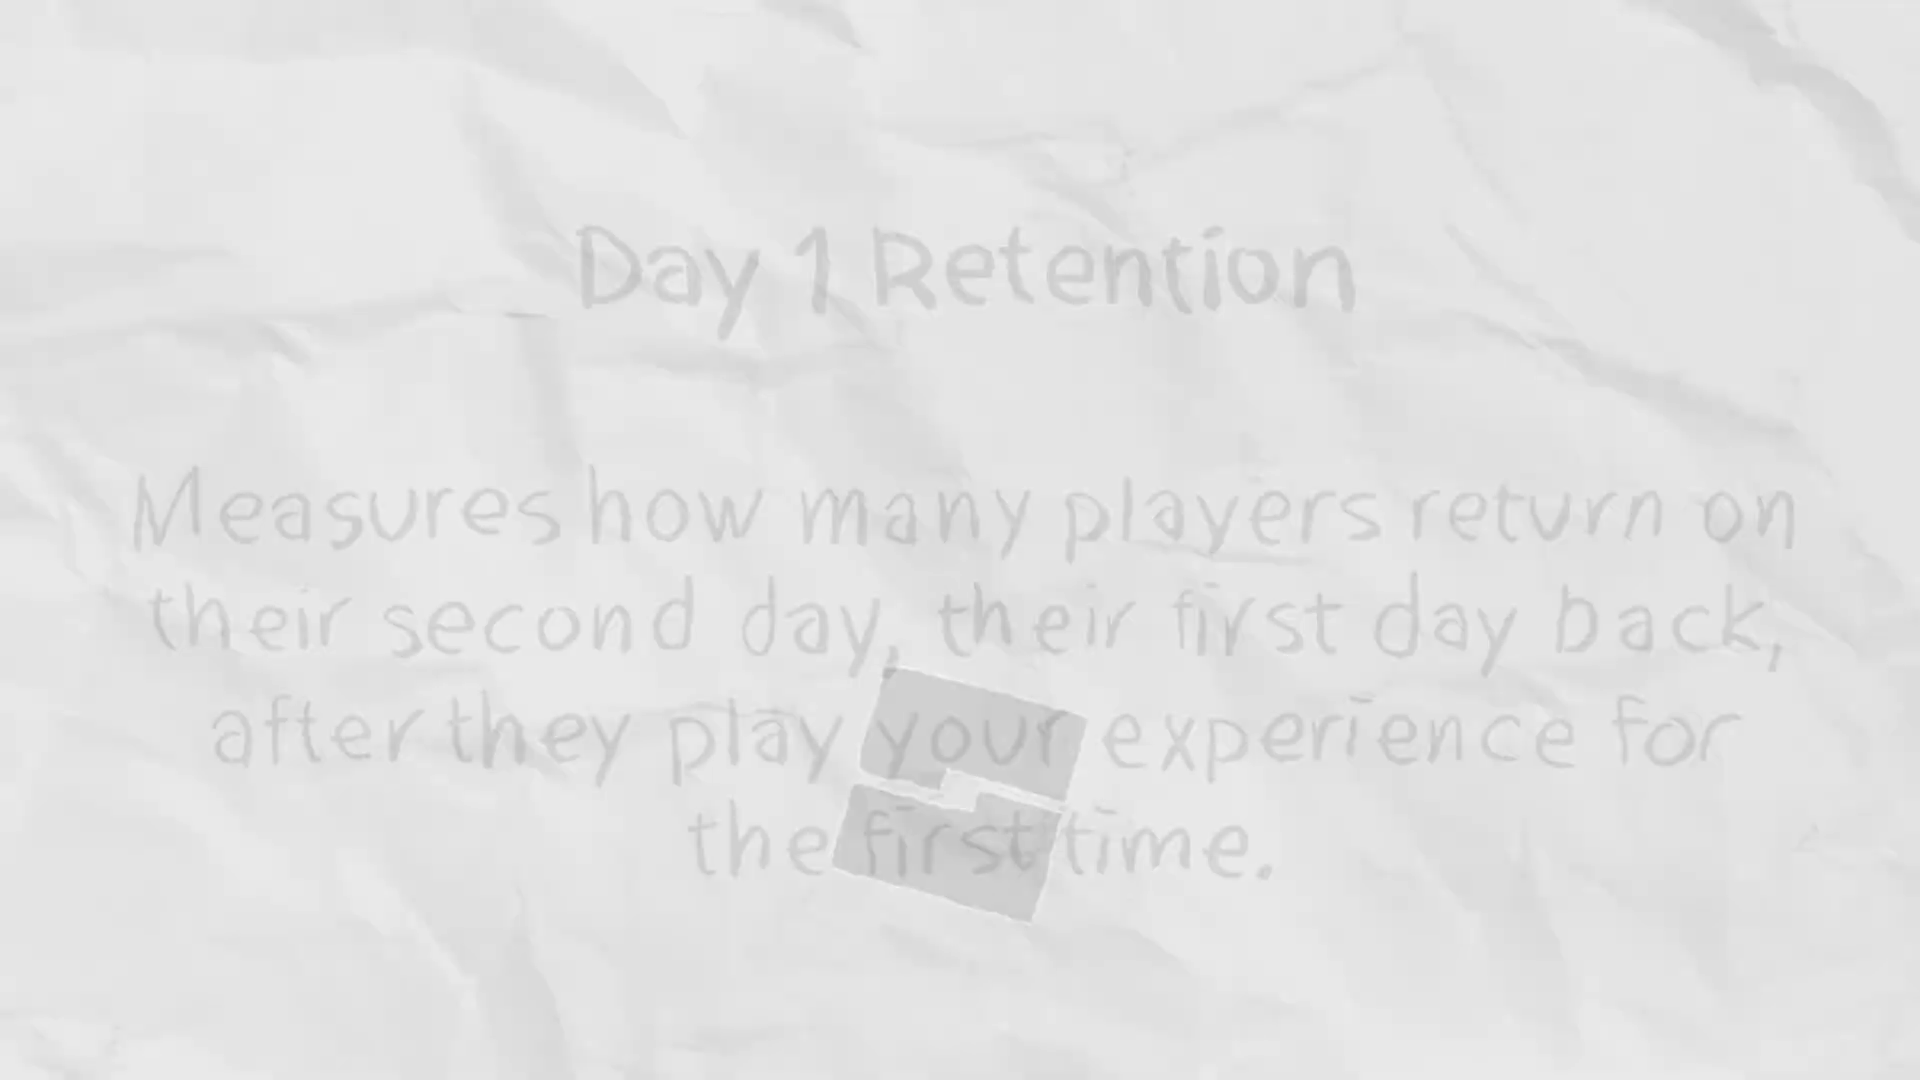 Day 1 Retention
Measures how many players return on
their second day, their first day back,
after they play your experience for
the first time.